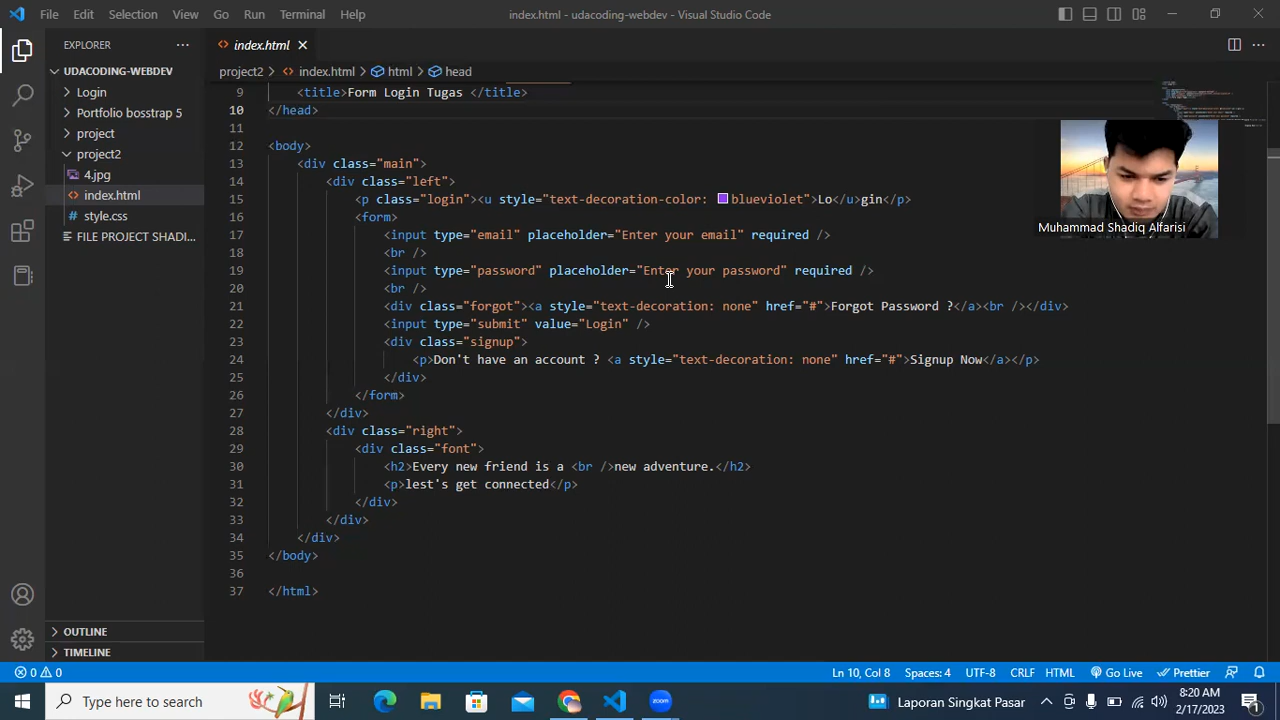 File Edit Selection View Go Run Terminal Help
index.html - udacoding-webdev - Visual Studio Code
EXPLORER
index.html
UDACODING-WEBDEV
Login
Portfolio bosstrap 5
project
project2
4.jpg
index.html
style.css
FILE PROJECT SHADI...
OUTLINE
TIMELINE
project2 > index.html > html > head
9 <title>Form Login Tugas </title>
10 </head>
11
12 <body>
13 <div class="main">
14 <div class="left">
15 <p class="login"><u style="text-decoration-color: blueviolet">Lo</u>gin</p>
16 <form>
17 <input type="email" placeholder="Enter your email" required />
18 <br />
19 <input type="password" placeholder="Enter your password" required />
20 <br />
21 <div class="forgot"><a style="text-decoration: none" href="#">Forgot Password ?</a><br /></div>
22 <input type="submit" value="Login" />
23 <div class="signup">
24 <p>Don't have an account ? <a style="text-decoration: none" href="#">Signup Now</a></p>
25 </div>
26 </form>
27 </div>
28 <div class="right">
29 <div class="font">
30 <h2>Every new friend is a <br />new adventure.</h2>
31 <p>lest's get connected</p>
32 </div>
33 </div>
34 </div>
35 </body>
36
37 </html>
Muhammad Shadiq Alfarisi
0 0
Ln 10, Col 8 Spaces: 4 UTF-8 CRLF HTML Go Live Prettier
Type here to search
zoom
Laporan Singkat Pasar
8:20 AM
2/17/2023
1